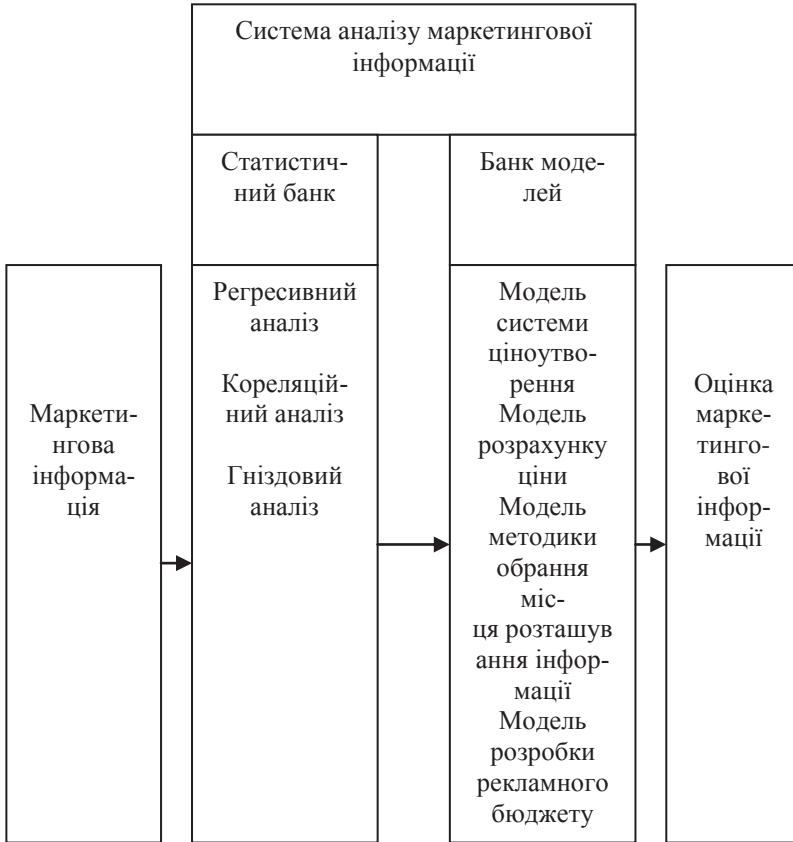 Система аналізу маркетингової
інформації
Статистич-
ний банк
Банк моде-
лей
Маркети-
нгова
інформа-
ція
Регресивний
аналіз
Кореляцій-
ний аналіз
Гніздовий
аналіз
Модель
системи
ціноутво-
рення
Модель
розрахунку
ціни
Модель
методики
обрання
міс-
ця розташув
ання інфор-
мації
Модель
розробки
рекламного
бюджету
Оцінка
марке-
тинго-
вої
інфор-
мації